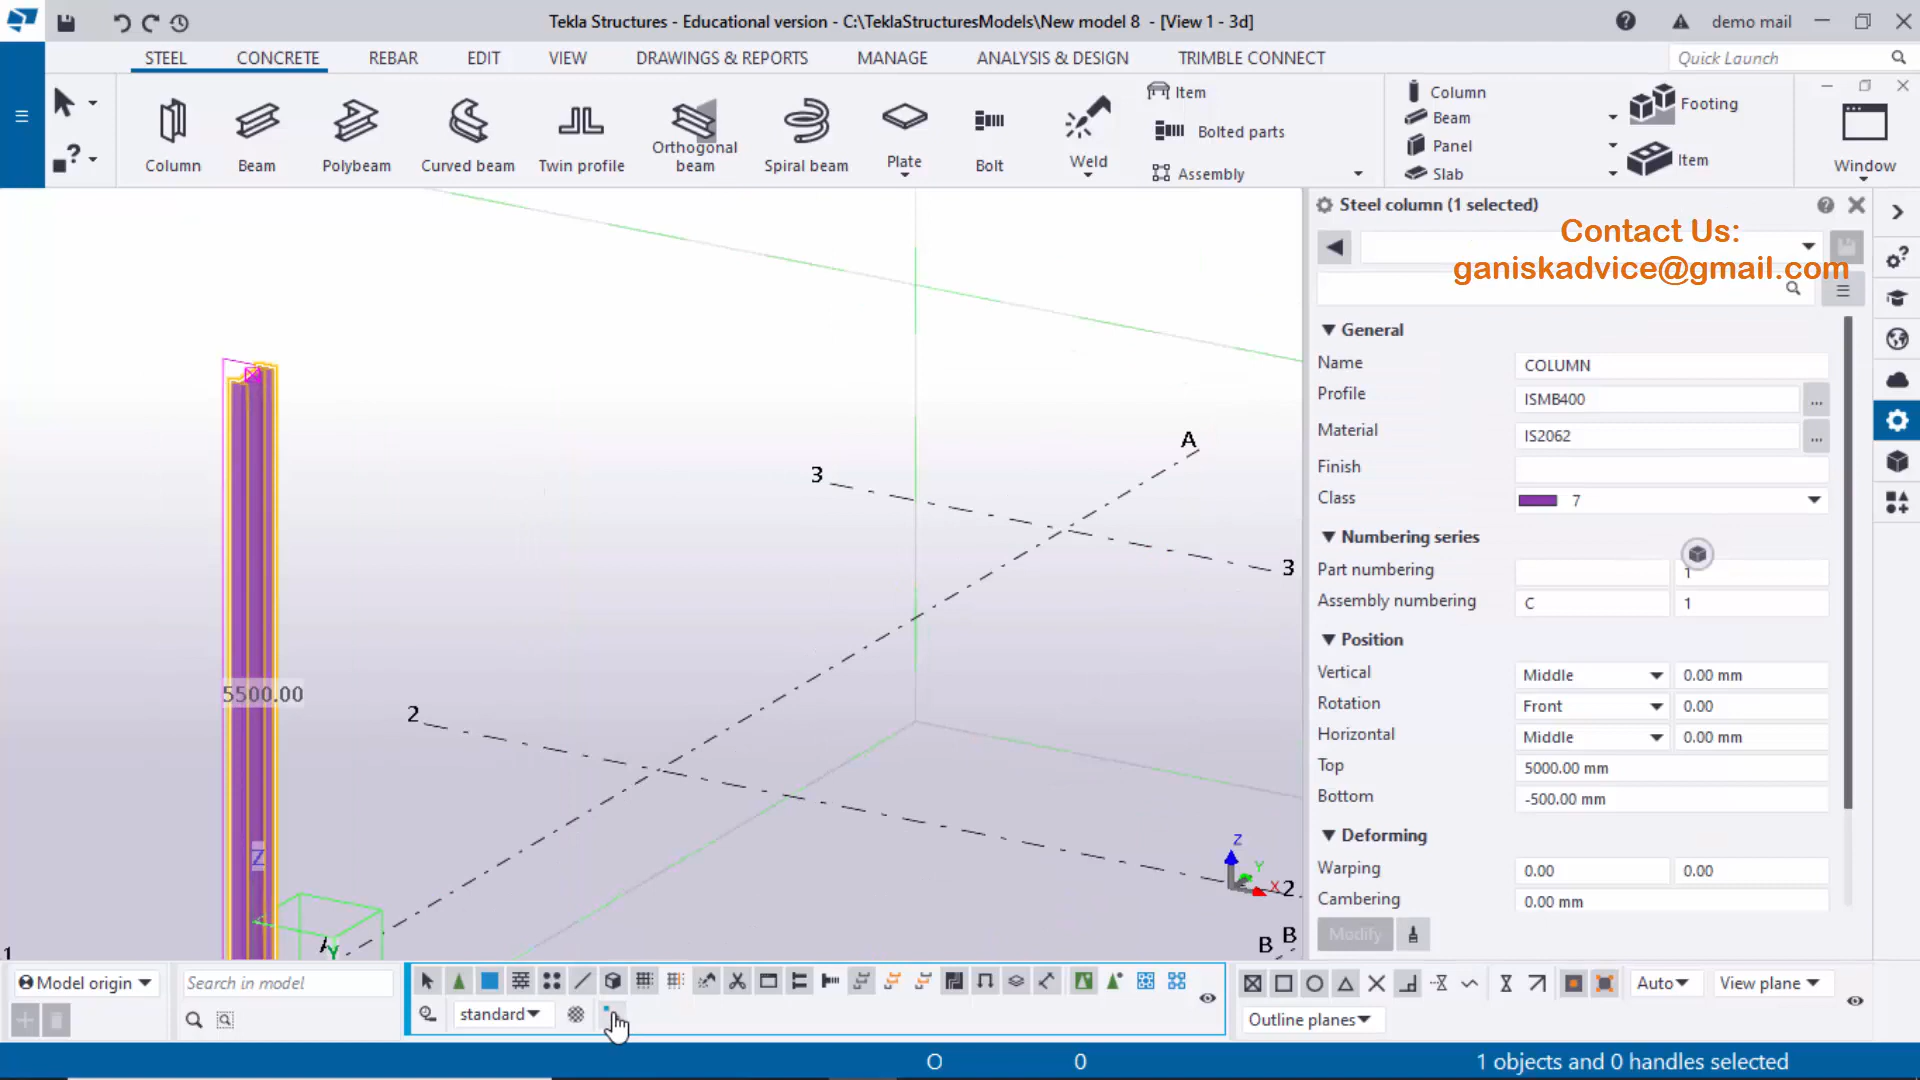 Tekla Structures - Educational version - C:\TeklaStructuresModels\New model 8 - [View 1 - 3d]
demo mail
STEEL CONCRETE REBAR EDIT VIEW DRAWINGS & REPORTS MANAGE ANALYSIS & DESIGN TRIMBLE CONNECT
Quick Launch
Column
Beam
Polybeam
Curved beam
Twin profile
Orthogonal
beam
Spiral beam
Plate
Bolt
Weld
Item
Bolted parts
Assembly
Column
Beam
Panel
Slab
Footing
Item
Window
Steel column (1 selected)
Contact Us:
ganiskadvice@gmail.com
General
Name COLUMN
Profile ISMB400 ...
Material IS2062 ...
Finish
Class 7
Numbering series
Part numbering 1
Assembly numbering C 1
Position
Vertical Middle 0.00 mm
Rotation Front 0.00
Horizontal Middle 0.00 mm
Top 5000.00 mm
Bottom -500.00 mm
Deforming
Warping 0.00 0.00
Cambering 0.00 mm
Modify
A
3
3
2
5500.00
Z
Z
Y
X
2
A
Y
B B
1
Model origin
Search in model
standard
Auto
View plane
Outline planes
O 0
1 objects and 0 handles selected